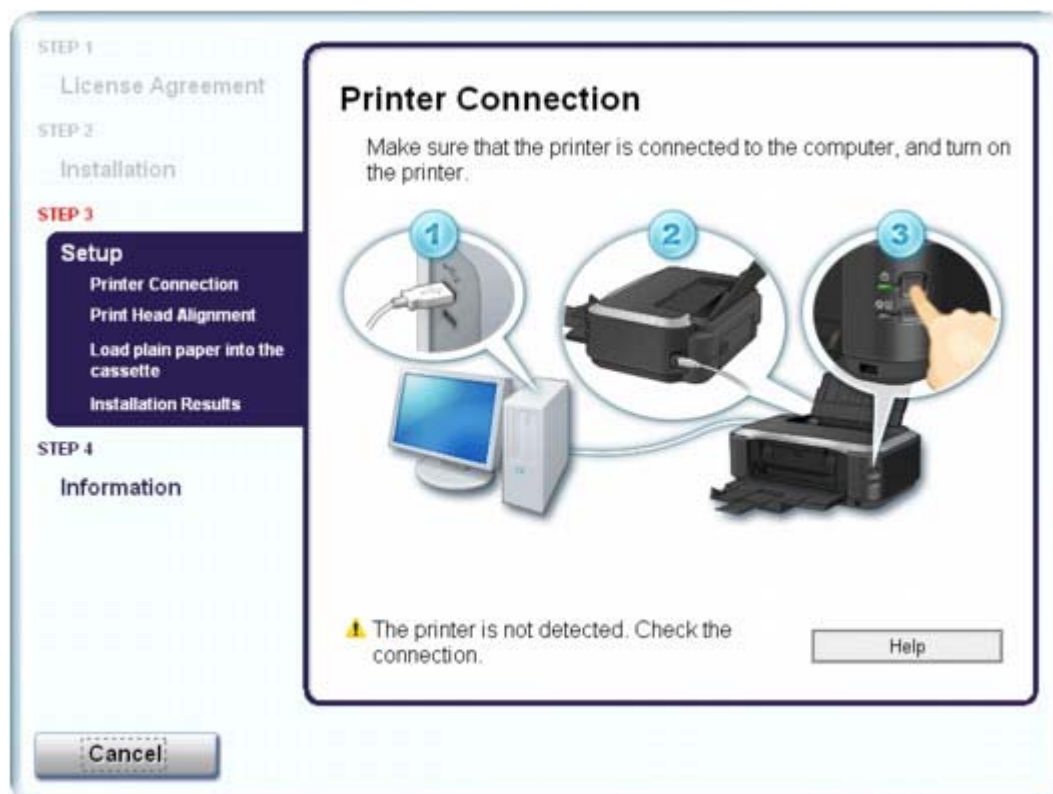 STEP 1
License Agreement
STEP 2
Installation
STEP 3
Setup
Printer Connection
Print Head Alignment
Load plain paper into the
cassette
Installation Results
STEP 4
Information
Printer Connection
Make sure that the printer is connected to the computer, and turn on
the printer.
1
2
3
The printer is not detected. Check the
connection.
Help
Cancel